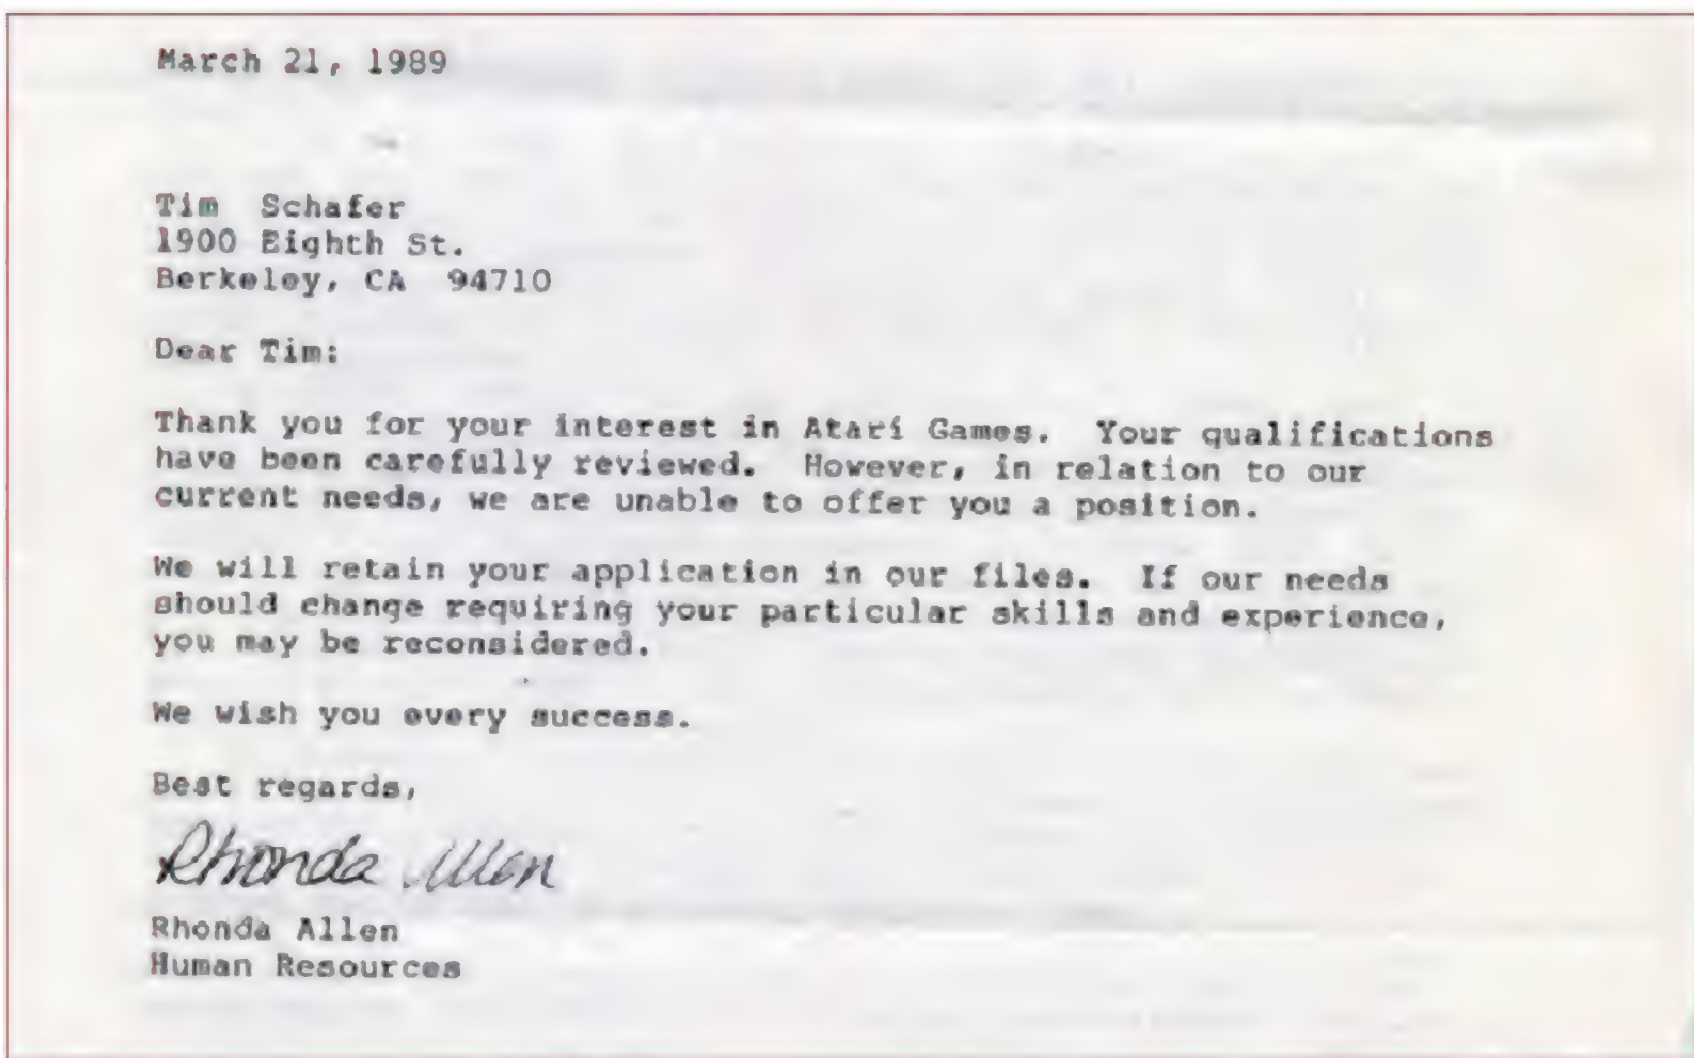 March 21, 1989
Tim  Schafer
1900 Eighth St.
Berkeley, CA  94710
Dear Tim:
Thank you for your interest in Atari Games.  Your qualifications
have been carefully reviewed.  However, in relation to our
current needs, we are unable to offer you a position.
We will retain your application in our files.  If our needs
should change requiring your particular skills and experience,
you may be reconsidered.
We wish you every success.
Best regards,
Rhonda Allen
Rhonda Allen
Human Resources